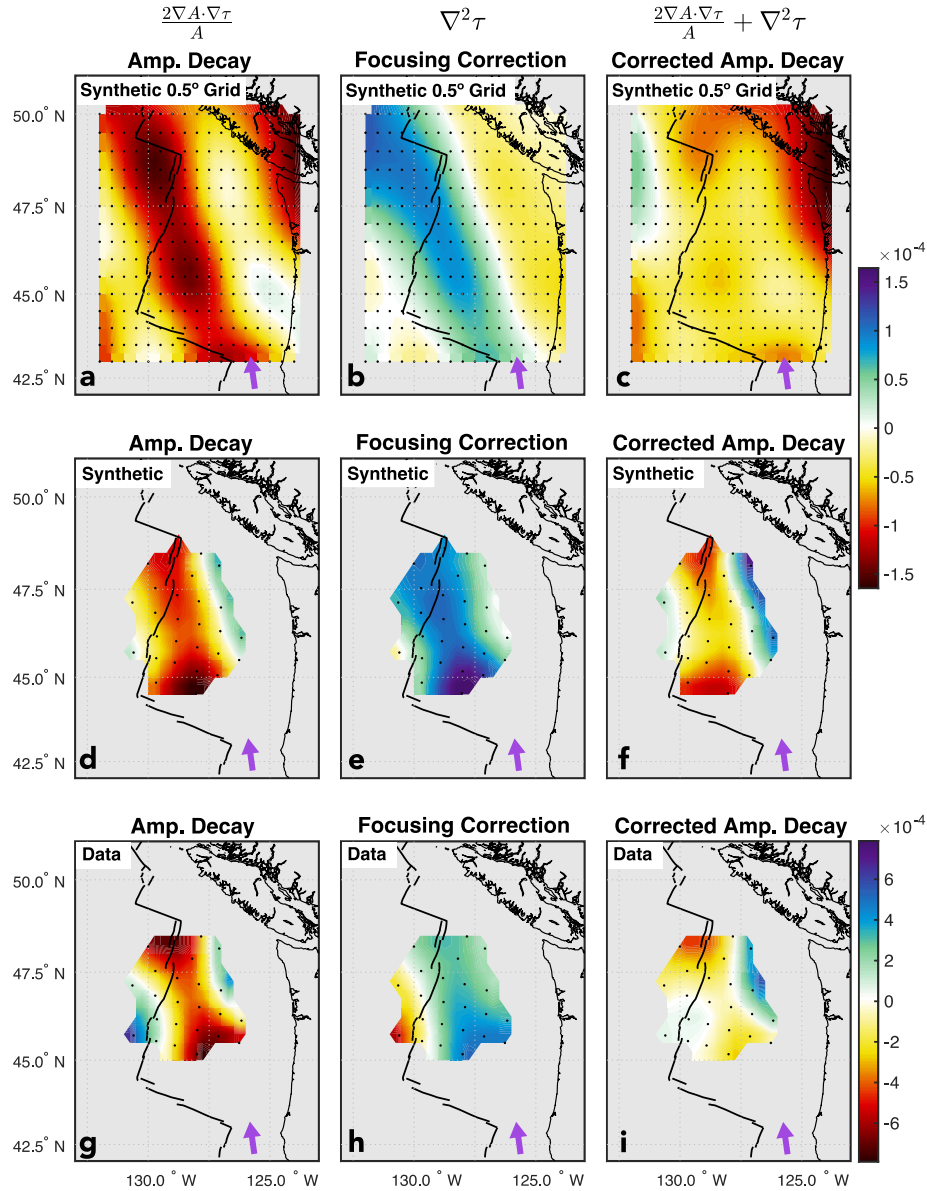 2∇A·∇τ / A
∇²τ
2∇A·∇τ / A + ∇²τ
Amp. Decay
Focusing Correction
Corrected Amp. Decay
Synthetic 0.5º Grid
Synthetic 0.5º Grid
Synthetic 0.5º Grid
50.0° N
47.5° N
45.0° N
42.5° N
a
b
c
×10⁻⁴
1.5
1
0.5
0
-0.5
-1
-1.5
Amp. Decay
Focusing Correction
Corrected Amp. Decay
Synthetic
Synthetic
Synthetic
50.0° N
47.5° N
45.0° N
42.5° N
d
e
f
Amp. Decay
Focusing Correction
Corrected Amp. Decay
Data
Data
Data
50.0° N
47.5° N
45.0° N
42.5° N
g
h
i
×10⁻⁴
6
4
2
0
-2
-4
-6
130.0° W 125.0° W
130.0° W 125.0° W
130.0° W 125.0° W